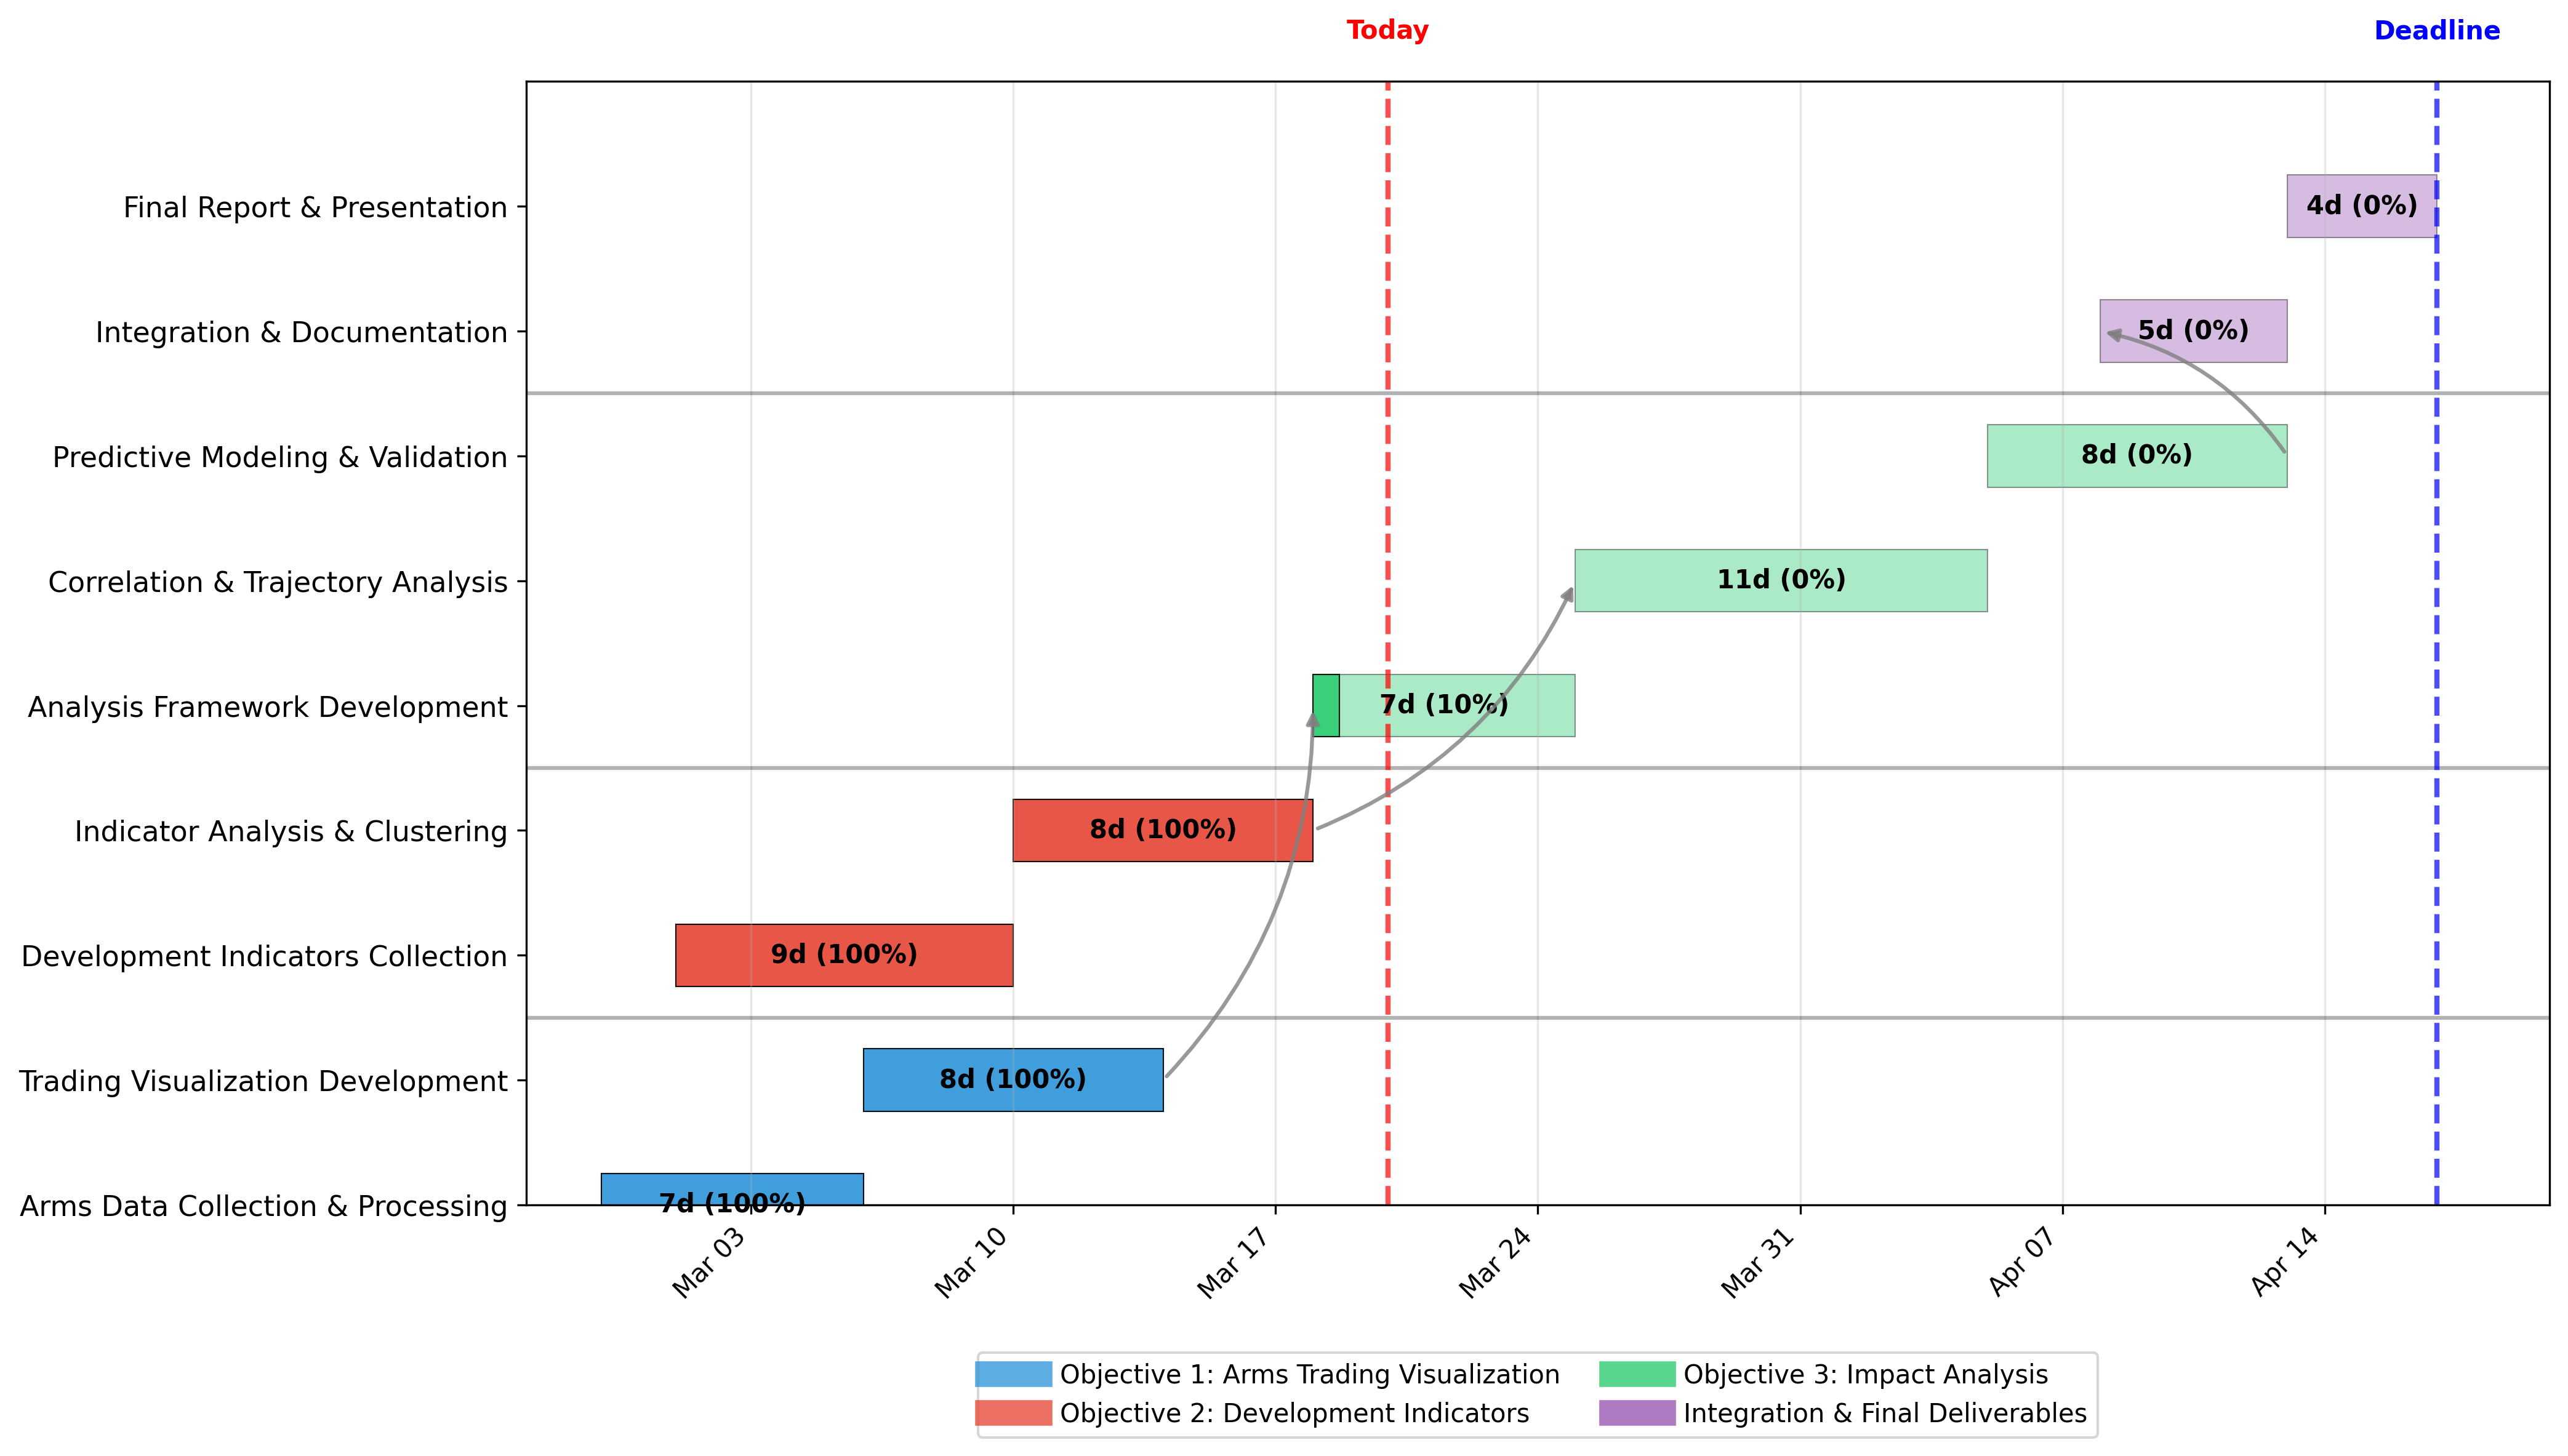 Today
Deadline
Final Report & Presentation
4d (0%)
Integration & Documentation
5d (0%)
Predictive Modeling & Validation
8d (0%)
Correlation & Trajectory Analysis
11d (0%)
Analysis Framework Development
7d (10%)
Indicator Analysis & Clustering
8d (100%)
Development Indicators Collection
9d (100%)
Trading Visualization Development
8d (100%)
Arms Data Collection & Processing
7d (100%)
Mar 03
Mar 10
Mar 17
Mar 24
Mar 31
Apr 07
Apr 14
Objective 1: Arms Trading Visualization
Objective 2: Development Indicators
Objective 3: Impact Analysis
Integration & Final Deliverables